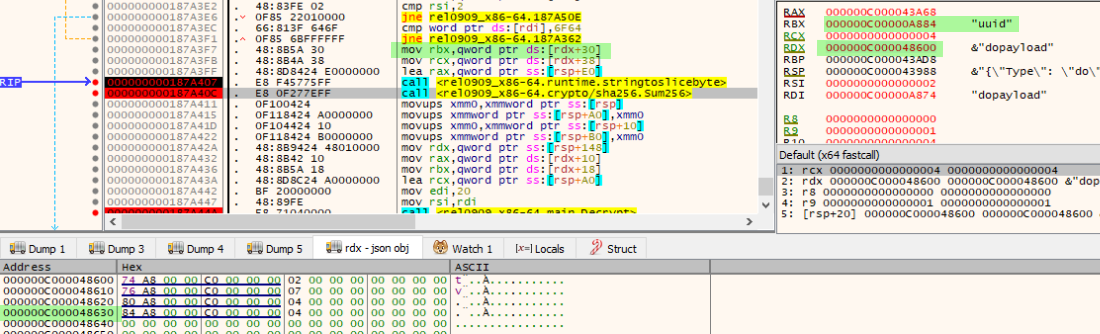 000000000187A3E2 48:83FE 02 cmp rsi,2
000000000187A3E6 0F85 22010000 jne rel0909_x86-64.187A50E
000000000187A3EC 66:813F 646F cmp word ptr ds:[rdi],6F64
000000000187A3F1 0F85 6BFFFFFF jne rel0909_x86-64.187A362
000000000187A3F7 48:8B5A 30 mov rbx,qword ptr ds:[rdx+30]
000000000187A3FB 48:8B4A 38 mov rcx,qword ptr ds:[rdx+38]
000000000187A3FF 48:8D8424 E0000000 lea rax,qword ptr ss:[rsp+E0]
RIP
000000000187A407 E8 F45775FF call <rel0909_x86-64.runtime.stringtoslicebyte>
000000000187A40C E8 0F277EFF call <rel0909_x86-64.crypto/sha256.Sum256>
000000000187A411 0F100424 movups xmm0,xmmword ptr ss:[rsp]
000000000187A415 0F118424 A0000000 movups xmmword ptr ss:[rsp+A0],xmm0
000000000187A41D 0F104424 10 movups xmm0,xmmword ptr ss:[rsp+10]
000000000187A422 0F118424 B0000000 movups xmmword ptr ss:[rsp+B0],xmm0
000000000187A42A 48:8B9424 48010000 mov rdx,qword ptr ss:[rsp+148]
000000000187A432 48:8B42 10 mov rax,qword ptr ds:[rdx+10]
000000000187A436 48:8B5A 18 mov rbx,qword ptr ds:[rdx+18]
000000000187A43A 48:8D8C24 A0000000 lea rcx,qword ptr ss:[rsp+A0]
000000000187A442 BF 20000000 mov edi,20
000000000187A447 48:89FE mov rsi,rdi
call <rel0909_x86-64.main.Decrypt>
RAX 000000C000043A68
RBX 000000C00000A884 "uuid"
RCX 0000000000000004
RDX 000000C000048600 &"dopayload"
RBP 000000C000043AD8
RSP 000000C000043988 &"{\"Type\": \"do\"
RSI 0000000000000002
RDI 000000C00000A874 "dopayload"
R8 0000000000000000
R9 0000000000000001
R10
Default (x64 fastcall)
1: rcx 0000000000000004 0000000000000004
2: rdx 000000C000048600 000000C000048600 &"dop
3: r8 0000000000000000 0000000000000000
4: r9 0000000000000001 0000000000000001
5: [rsp+20] 000000C000048600 000000C000048600 &
Dump 1 Dump 3 Dump 4 Dump 5 rdx - json obj Watch 1 [x=] Locals Struct
Address Hex ASCII
000000C000048600 74 A8 00 00 C0 00 00 00 02 00 00 00 00 00 00 00 t¨..À...........
000000C000048610 76 A8 00 00 C0 00 00 00 07 00 00 00 00 00 00 00 v¨..À...........
000000C000048620 80 A8 00 00 C0 00 00 00 04 00 00 00 00 00 00 00 .¨..À...........
000000C000048630 84 A8 00 00 C0 00 00 00 04 00 00 00 00 00 00 00 .¨..À...........
000000C000048640 00 00 00 00 00 00 00 00 00 00 00 00 00 00 00 00 ................